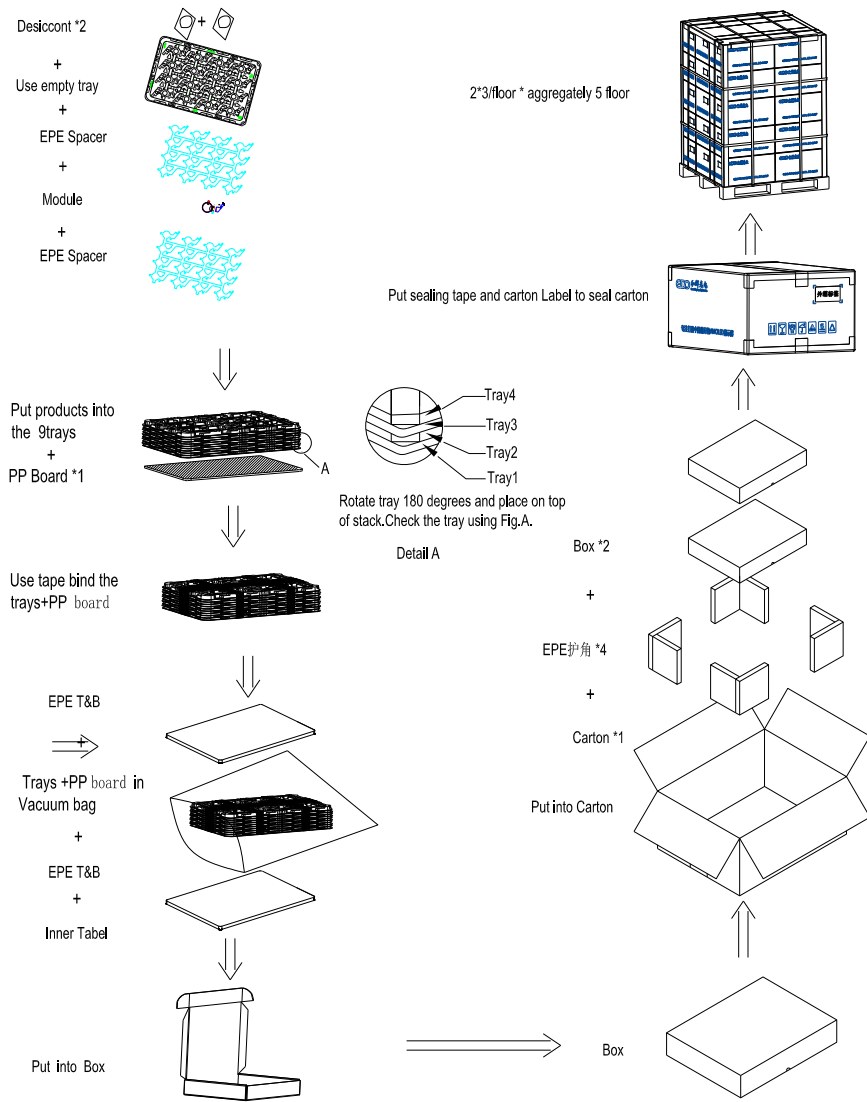 Desiccont *2
+
+
Use empty tray
+
EPE Spacer
+
Module
+
EPE Spacer
Put products into
the 9trays
+
PP Board *1
A
Tray4
Tray3
Tray2
Tray1
Rotate tray 180 degrees and place on top
of stack.Check the tray using Fig.A.
Detail A
Use tape bind the
trays+PP board
EPE T&B
+
Trays +PP board in
Vacuum bag
+
EPE T&B
+
Inner Tabel
Put into Box
Box
Put into Carton
Carton *1
+
EPE护角 *4
+
Box *2
Put sealing tape and carton Label to seal carton
外箱标签
2*3/floor * aggregately 5 floor